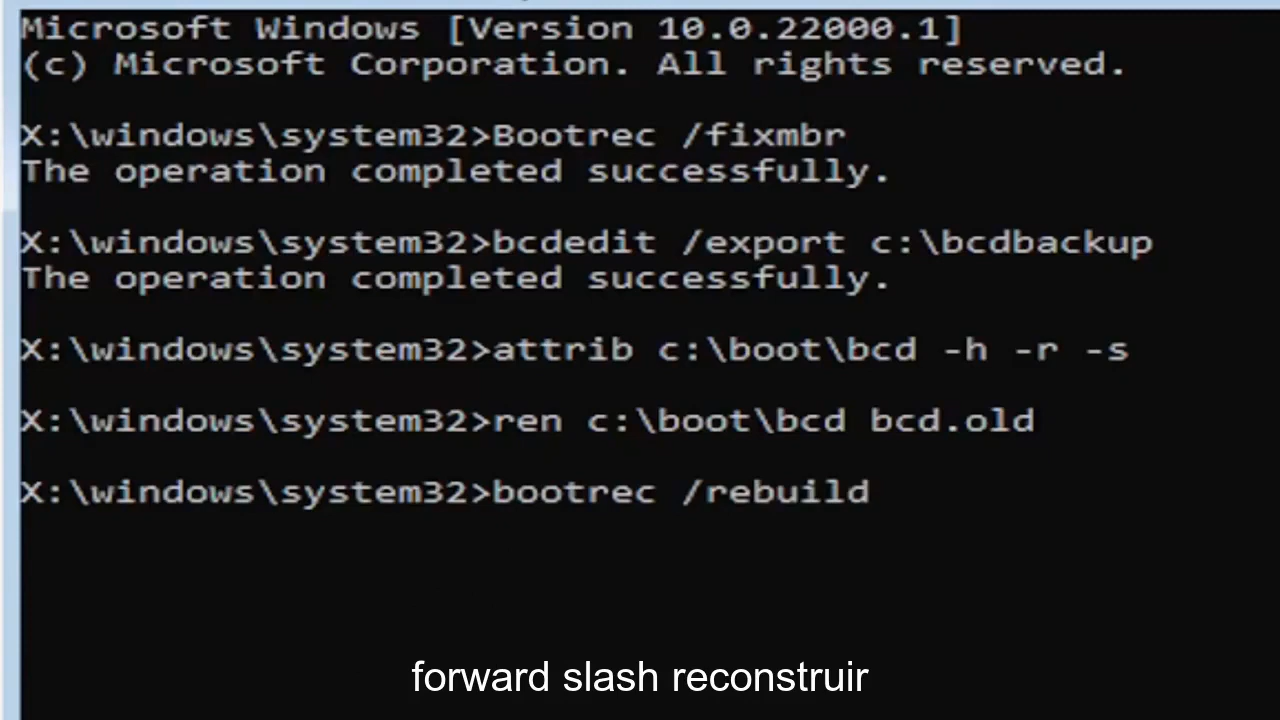 Microsoft Windows [Version 10.0.22000.1]
(c) Microsoft Corporation. All rights reserved.
X:\windows\system32>Bootrec /fixmbr
The operation completed successfully.
X:\windows\system32>bcdedit /export c:\bcdbackup
The operation completed successfully.
X:\windows\system32>attrib c:\boot\bcd -h -r -s
X:\windows\system32>ren c:\boot\bcd bcd.old
X:\windows\system32>bootrec /rebuild
forward slash reconstruir